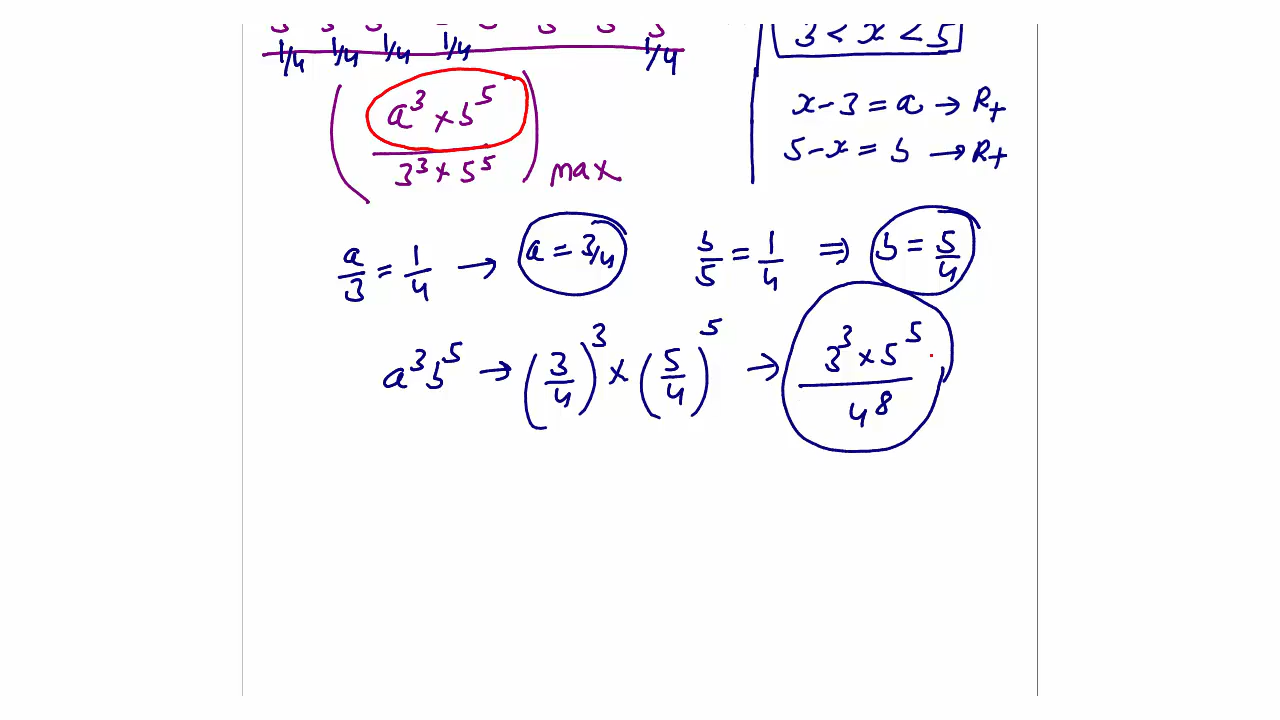 1/4 1/4 1/4 1/4 1/4
3 < x < 5
(a³ × b⁵ / 3³ × 5⁵) max
x − 3 = a → R₊
5 − x = b → R₊
a/3 = 1/4 → a = 3/4 b/5 = 1/4 ⇒ b = 5/4
a³b⁵ → (3/4)³ × (5/4)⁵ → 3³ × 5⁵ / 4⁸